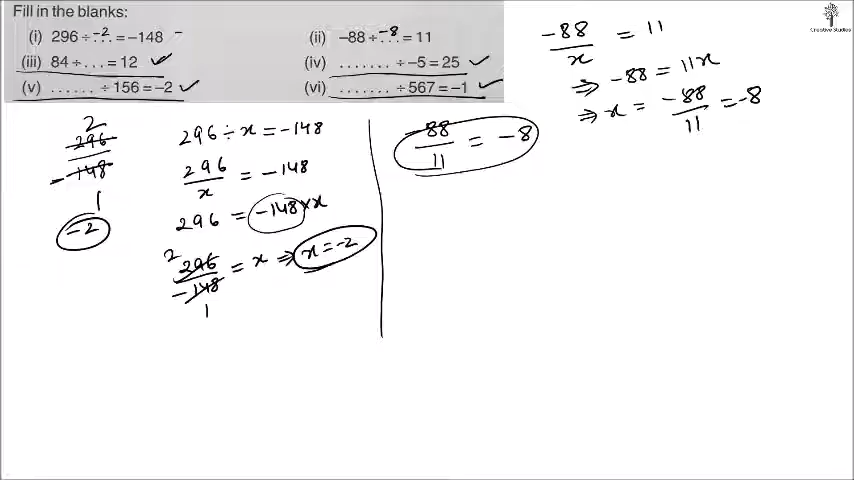 Fill in the blanks:
(i) 296 ÷ -2 = -148
(ii) -88 ÷ -8 = 11
(iii) 84 ÷ ... = 12 ✓
(iv) ....... ÷ -5 = 25 ✓
(v) ...... ÷ 156 = -2 ✓
(vi) ....... ÷ 567 = -1 ✓
2
296
-148
1
-2
296 ÷ x = -148
296/x = -148
296 = -148 × x
2
296/-148 = x ⇒ x = -2
1
-88/11 = -8
-88/x = 11
⇒ -88 = 11x
⇒ x = -88/11 = -8
Creative Studios